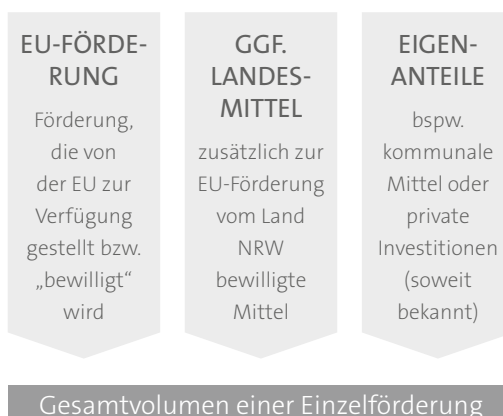 EU-FÖRDE-
RUNG
Förderung,
die von
der EU zur
Verfügung
gestellt bzw.
„bewilligt“
wird
GGF.
LANDES-
MITTEL
zusätzlich zur
EU-Förderung
vom Land
NRW
bewilligte
Mittel
EIGEN-
ANTEILE
bspw.
kommunale
Mittel oder
private
Investitionen
(soweit
bekannt)
Gesamtvolumen einer Einzelförderung